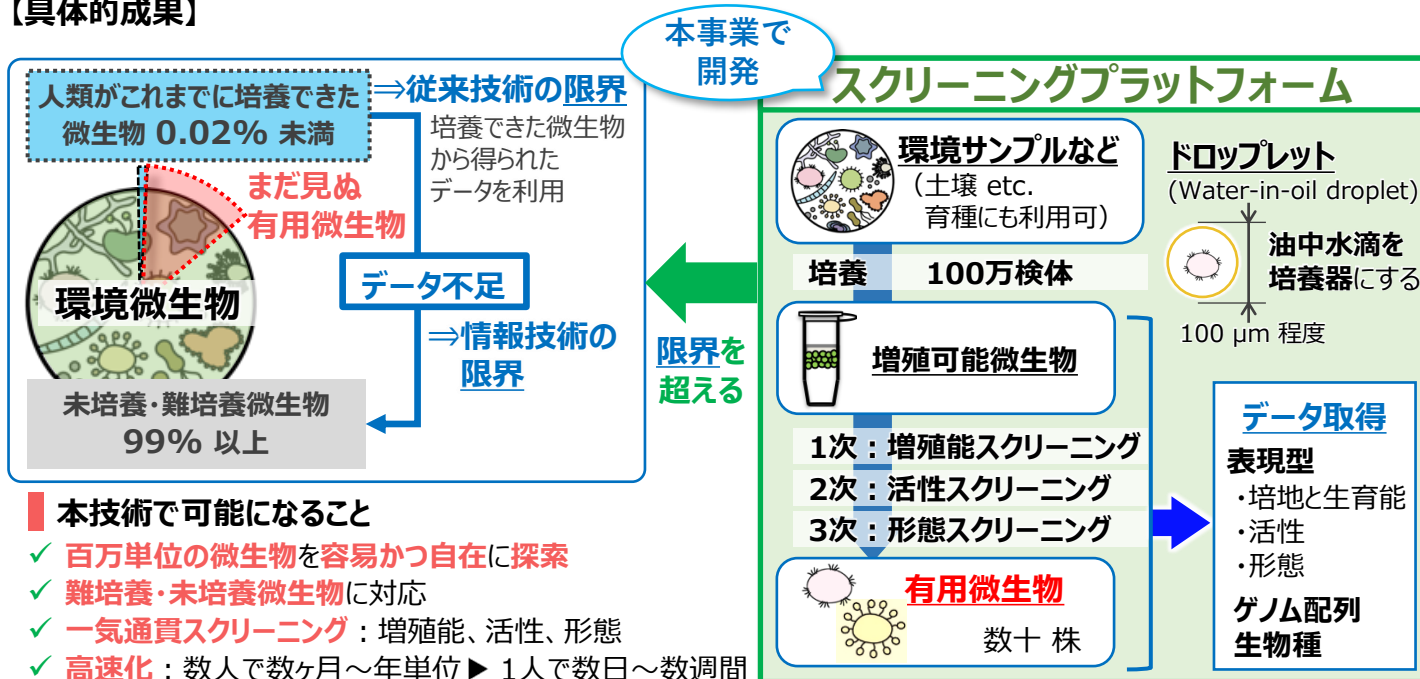 【具体的成果】
本事業で
開発
人類がこれまでに培養できた
微生物 0.02% 未満
⇒従来技術の限界
培養できた微生物
から得られた
データを利用
まだ見ぬ
有用微生物
環境微生物
データ不足
⇒情報技術の
限界
未培養・難培養微生物
99% 以上
限界を
超える
本技術で可能になること
✓ 百万単位の微生物を容易かつ自在に探索
✓ 難培養・未培養微生物に対応
✓ 一気通貫スクリーニング：増殖能、活性、形態
✓ 高速化：数人で数ヶ月～年単位▶ 1人で数日～数週間
スクリーニングプラットフォーム
環境サンプルなど
（土壌 etc.
育種にも利用可）
培養 100万検体
増殖可能微生物
1次：増殖能スクリーニング
2次：活性スクリーニング
3次：形態スクリーニング
有用微生物
数十 株
ドロップレット
(Water-in-oil droplet)
油中水滴を
培養器にする
100 μm 程度
データ取得
表現型
・培地と生育能
・活性
・形態
ゲノム配列
生物種